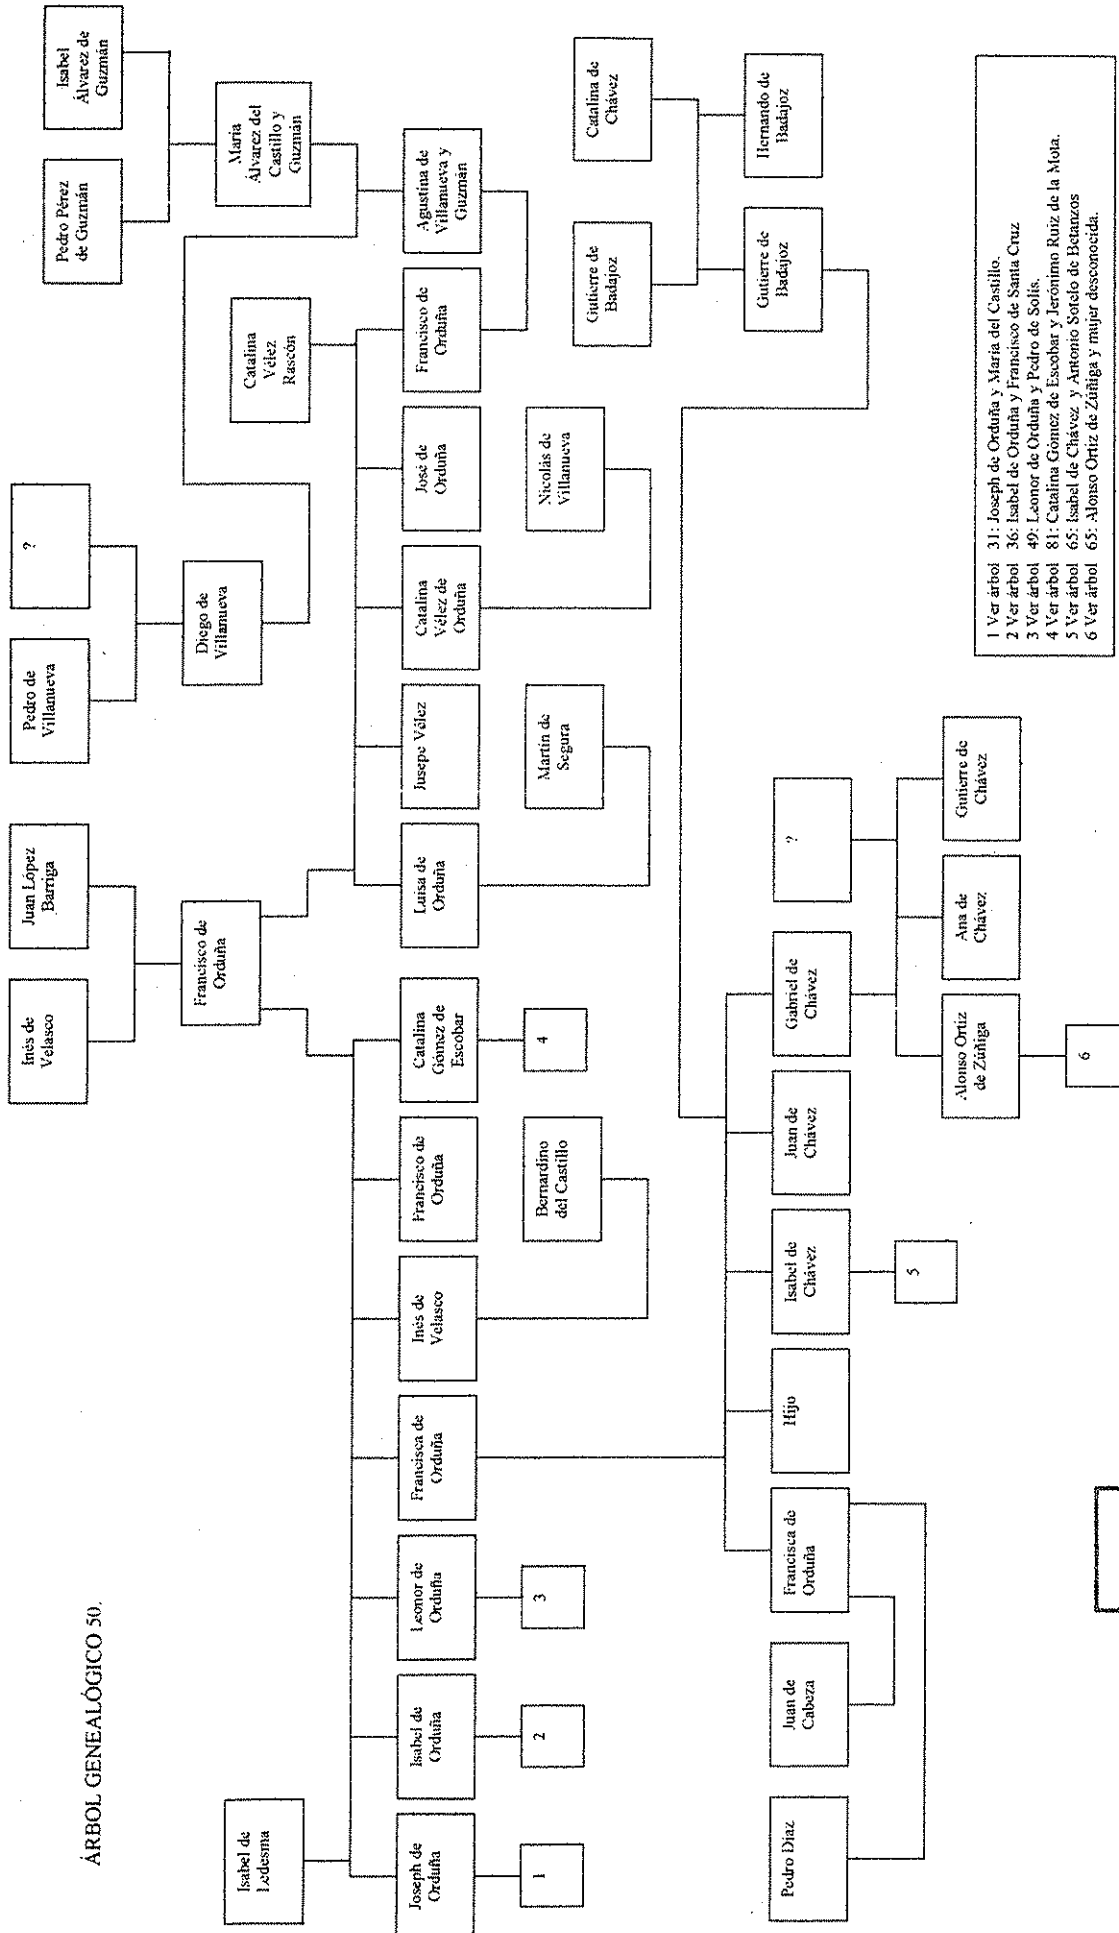 ÁRBOL GENEALÓGICO 50.
Inés de
Velasco
Juan López
Barriga
Pedro de
Villanueva
?
Pedro Pérez
de Guzmán
Isabel
Álvarez de
Guzmán
Francisco de
Orduña
Diego de
Villanueva
María
Álvarez del
Castillo y
Guzmán
Isabel de
Ledesma
Catalina
Vélez
Rascón
Joseph de
Orduña
Isabel de
Orduña
Leonor de
Orduña
Francisca de
Orduña
Inés de
Velasco
Francisco de
Orduña
Catalina
Gómez de
Escobar
Luisa de
Orduña
Jusepe Vélez
Catalina
Vélez de
Orduña
José de
Orduña
Francisco de
Orduña
Agustina de
Villanueva y
Guzmán
1
2
3
Bernardino
del Castillo
4
Martín de
Segura
Nicolás de
Villanueva
Gutierre de
Badajoz
Catalina de
Chávez
Gutierre de
Badajoz
Hernando de
Badajoz
Pedro Díaz
Juan de
Cabeza
Francisca de
Orduña
Hijo
Isabel de
Chávez
Juan de
Chávez
Gabriel de
Chávez
?
5
Alonso Ortiz
de Zúñiga
Ana de
Chávez
Gutierre de
Chávez
6
1 Ver árbol 31: Joseph de Orduña y María del Castillo.
2 Ver árbol 36: Isabel de Orduña y Francisco de Santa Cruz
3 Ver árbol 49: Leonor de Orduña y Pedro de Solís.
4 Ver árbol 81: Catalina Gómez de Escobar y Jerónimo Ruiz de la Mota.
5 Ver árbol 65: Isabel de Chávez y Antonio Sotelo de Betanzos
6 Ver árbol 65: Alonso Ortiz de Zúñiga y mujer desconocida.